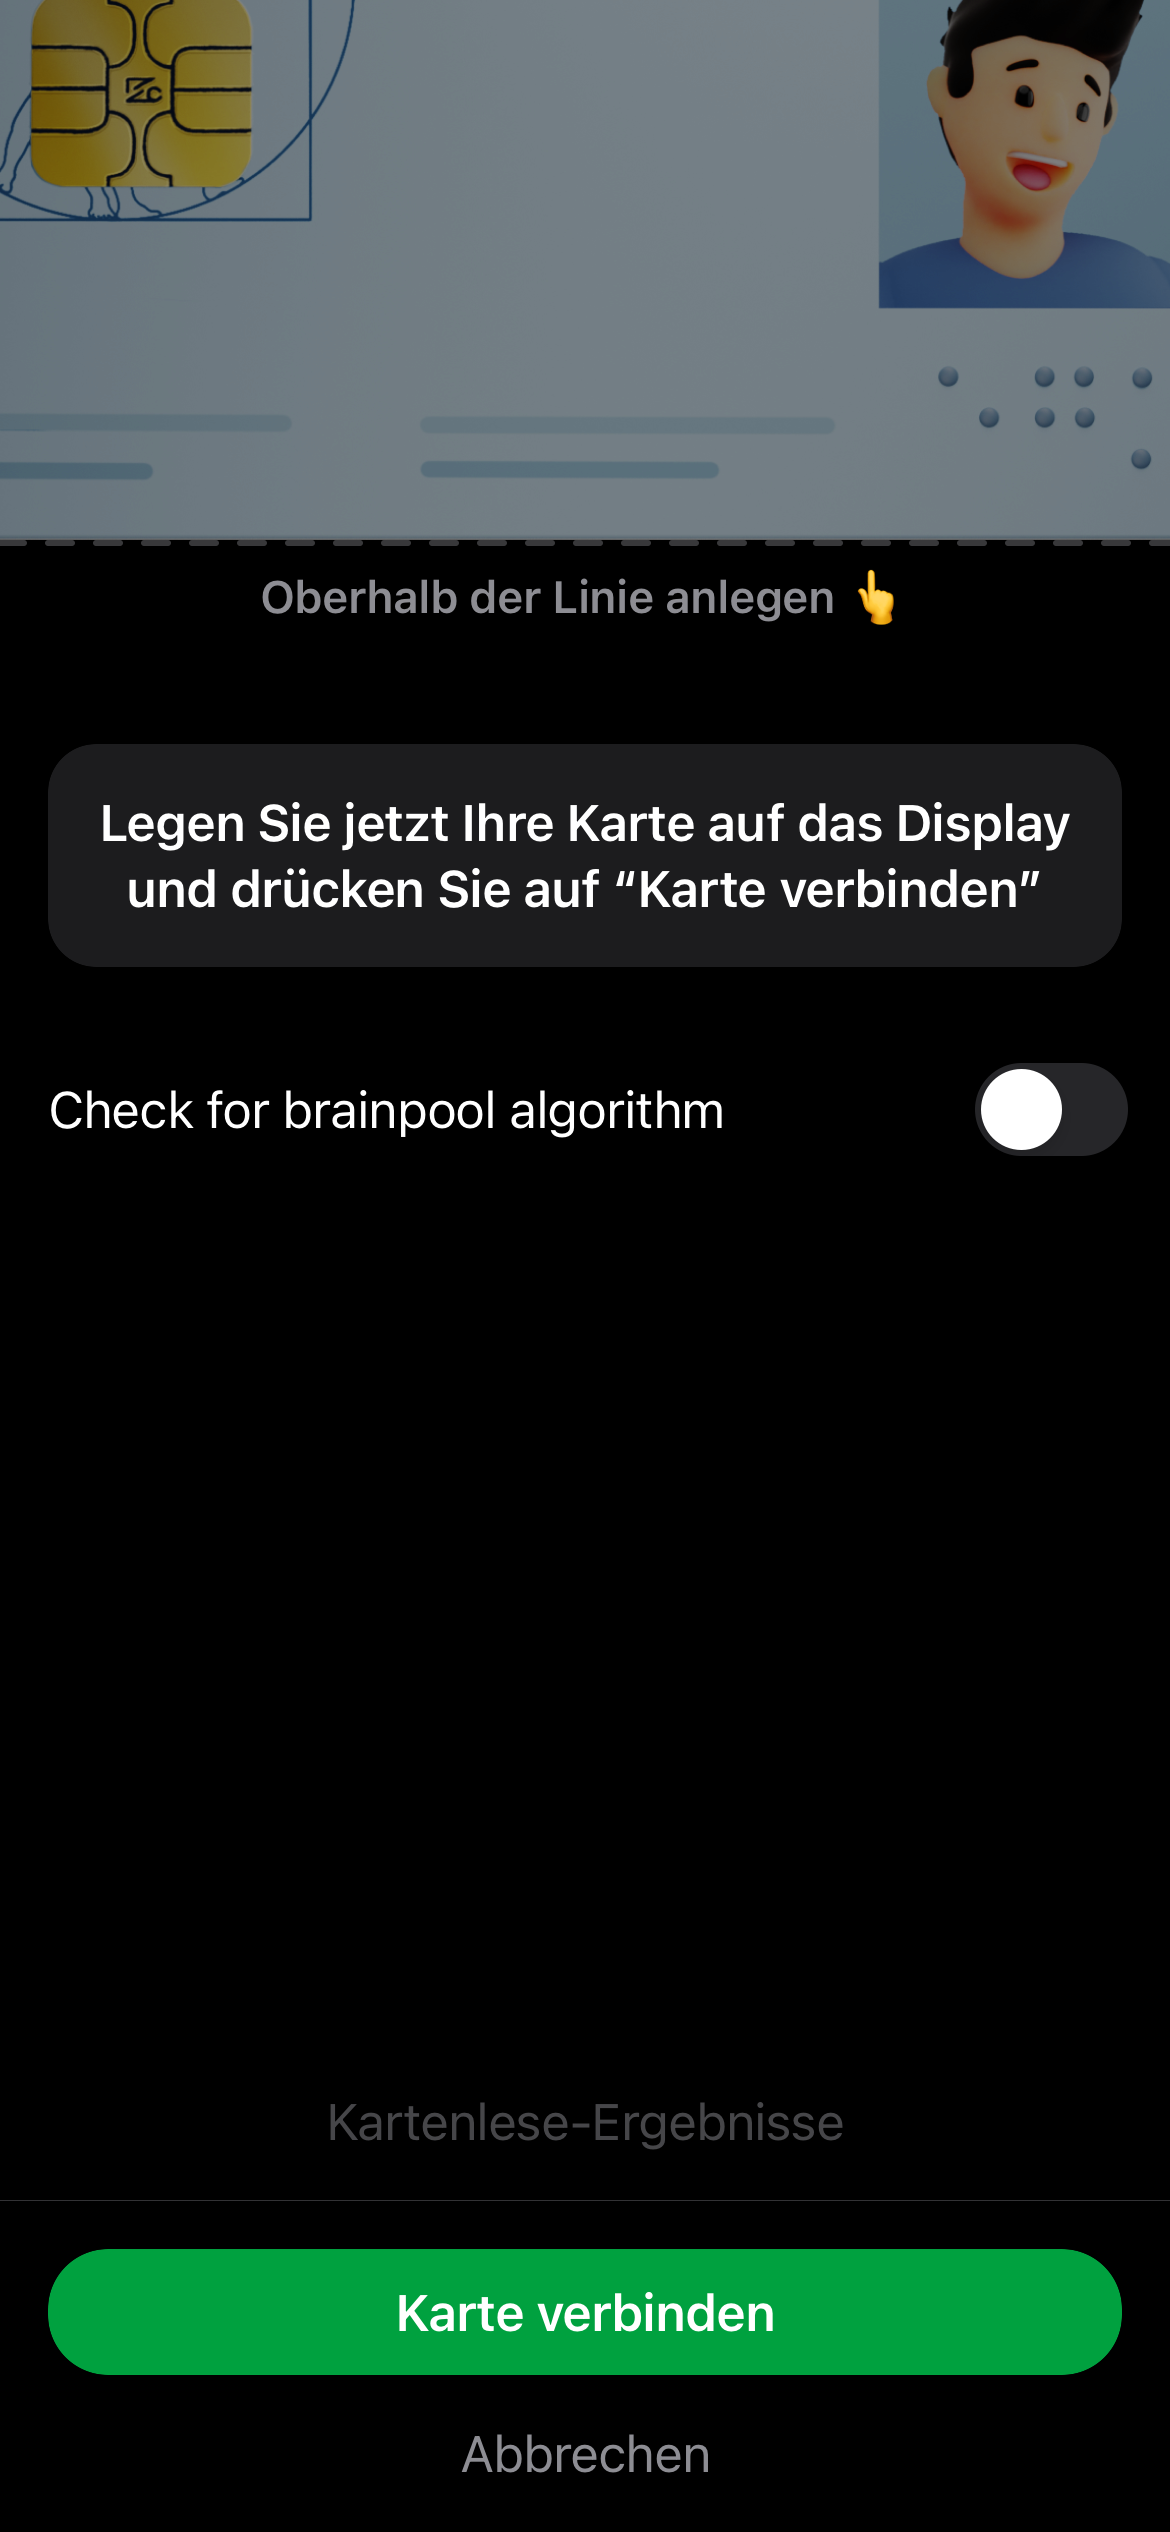 Oberhalb der Linie anlegen 👆
Legen Sie jetzt Ihre Karte auf das Display
und drücken Sie auf “Karte verbinden”
Check for brainpool algorithm
Kartenlese-Ergebnisse
Karte verbinden
Abbrechen